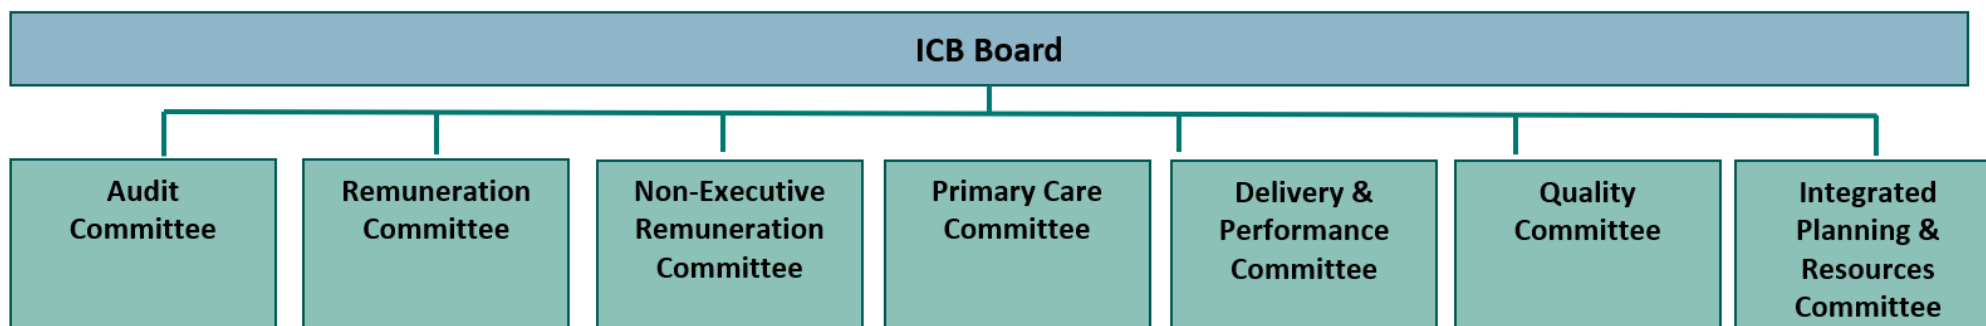 ICB Board
Audit
Committee
Remuneration
Committee
Non-Executive
Remuneration
Committee
Primary Care
Committee
Delivery &
Performance
Committee
Quality
Committee
Integrated
Planning &
Resources
Committee